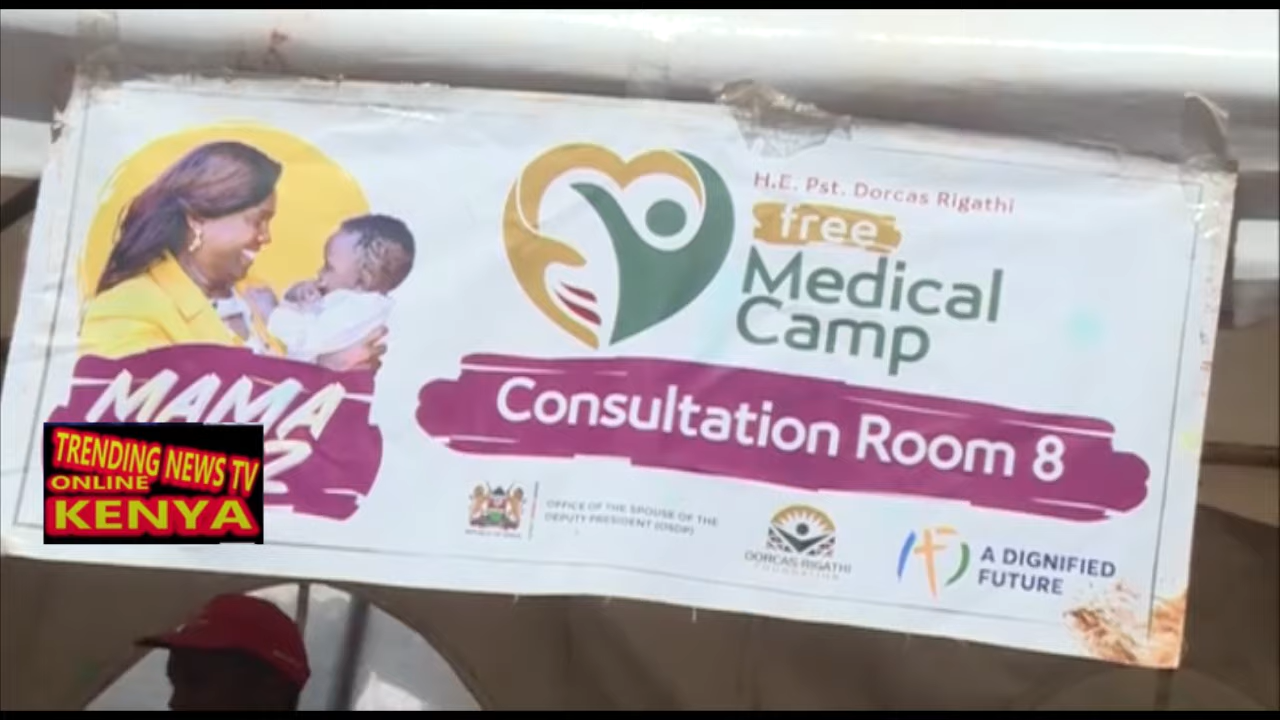 H.E. Pst. Dorcas Rigathi
free
Medical
Camp
Consultation Room 8
MAMA
TRENDING NEWS TV
ONLINE
KENYA
OFFICE OF THE SPOUSE OF THE
DEPUTY PRESIDENT (OSDP)
DORCAS RIGATHI
FOUNDATION
A DIGNIFIED
FUTURE